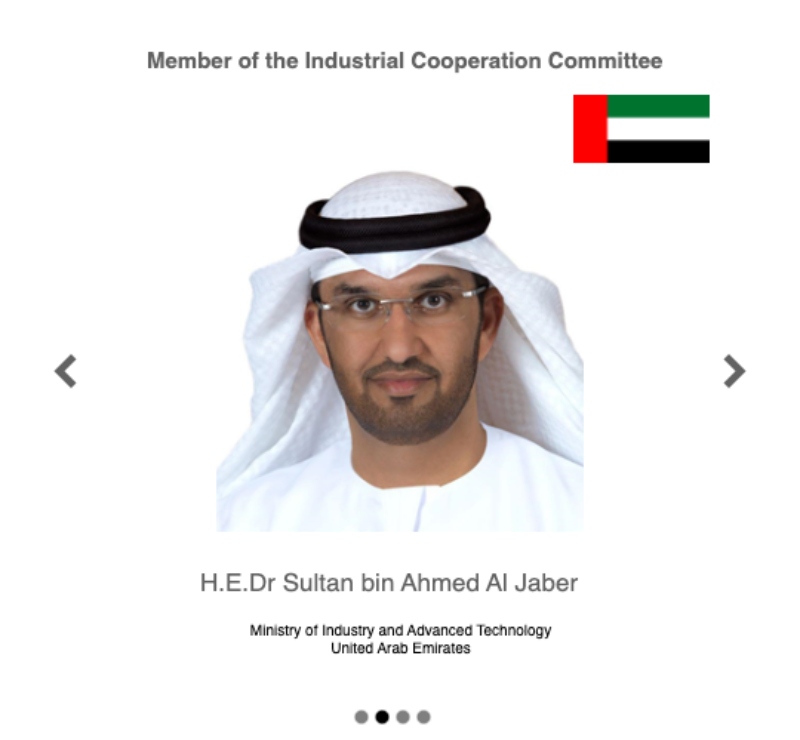 Member of the Industrial Cooperation Committee
H.E.Dr Sultan bin Ahmed Al Jaber
Ministry of Industry and Advanced Technology
United Arab Emirates